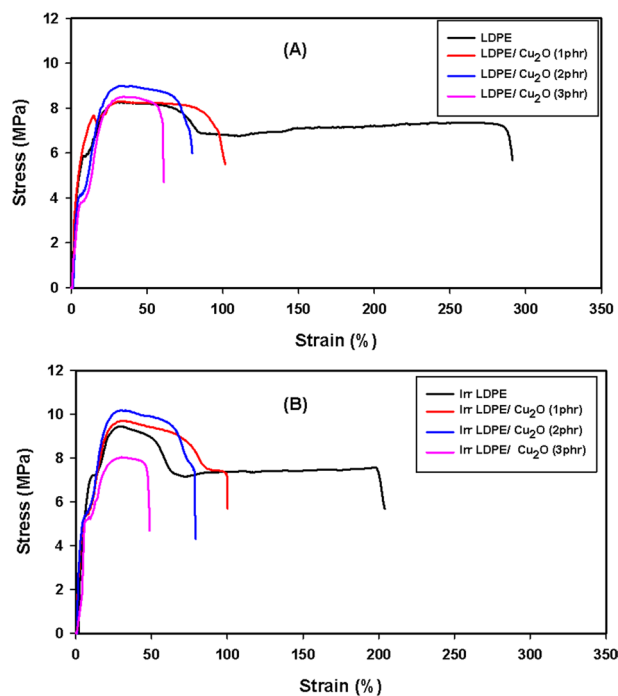 (A)
LDPE
LDPE/ Cu₂O (1phr)
LDPE/ Cu₂O (2phr)
LDPE/ Cu₂O (3phr)
Stress (MPa)
12
10
8
6
4
2
0
0 50 100 150 200 250 300 350
Strain (%)
(B)
Irr LDPE
Irr LDPE/ Cu₂O (1phr)
Irr LDPE/ Cu₂O (2phr)
Irr LDPE/ Cu₂O (3phr)
Stress (MPa)
12
10
8
6
4
2
0
0 50 100 150 200 250 300 350
Strain (%)